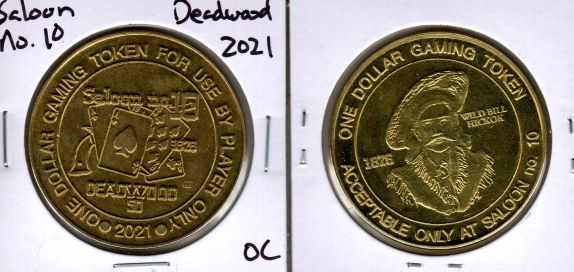 Saloon
No. 10
Deadwood
2021
ONE DOLLAR GAMING TOKEN FOR USE BY PLAYER ONLY
Saloon no. 10
DEADWOOD
SD
2021
OC
ONE DOLLAR GAMING TOKEN
WILD BILL
HICKOK
1876
ACCEPTABLE ONLY AT SALOON no. 10